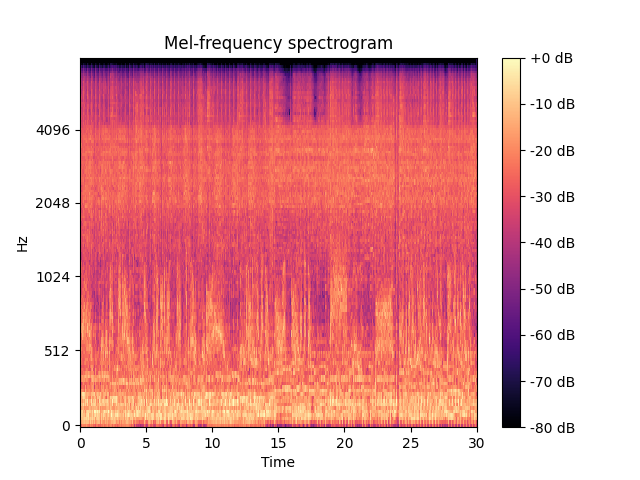 Mel-frequency spectrogram
+0 dB
-10 dB
-20 dB
-30 dB
-40 dB
-50 dB
-60 dB
-70 dB
-80 dB
4096
2048
1024
512
0
Hz
0 5 10 15 20 25 30
Time